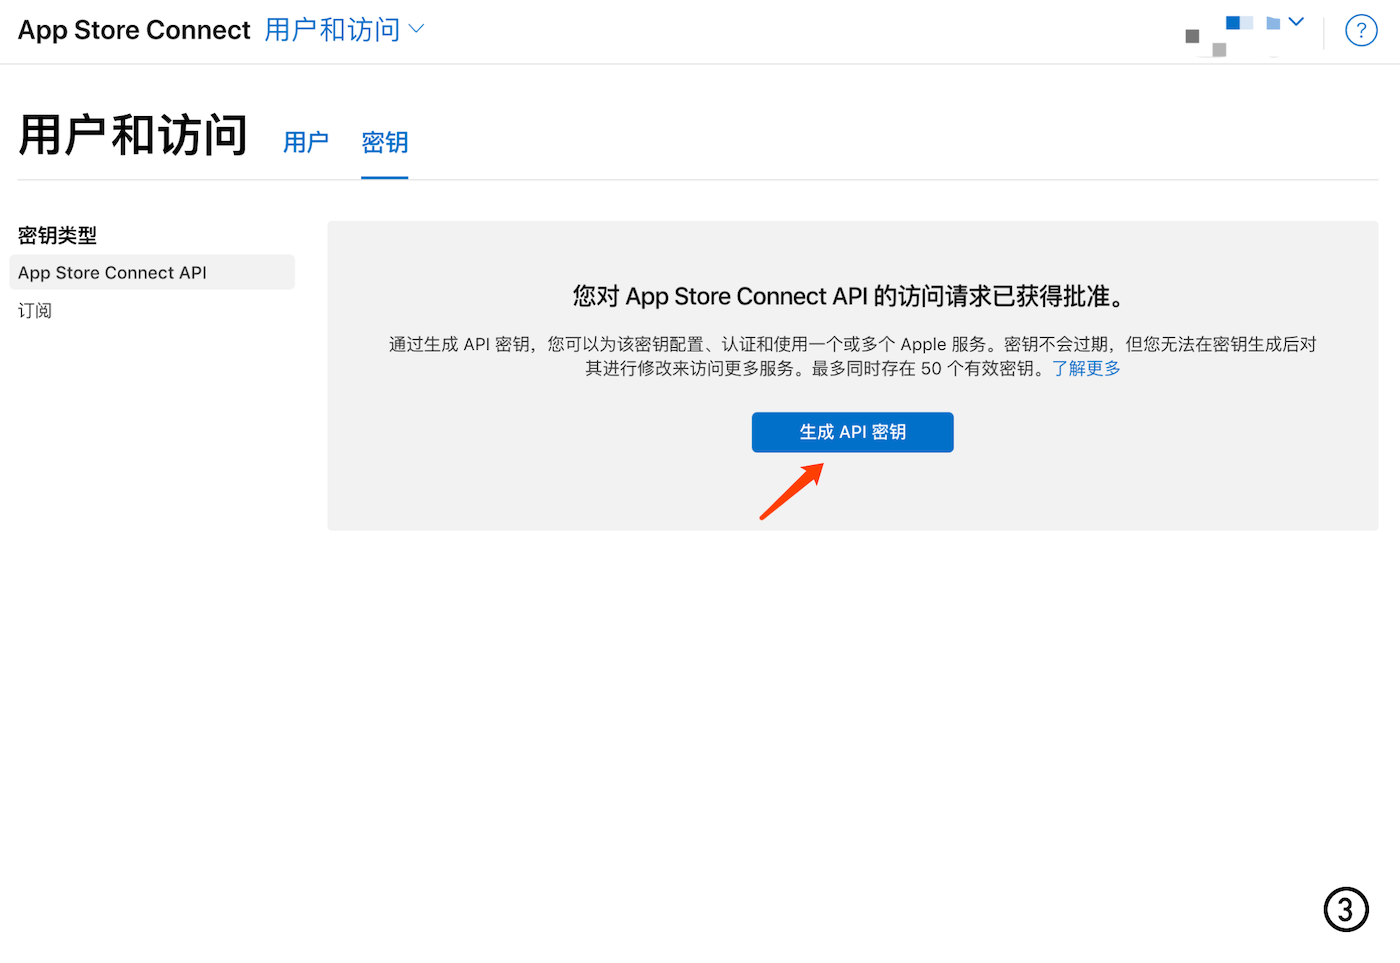 App Store Connect 用户和访问
?
用户和访问 用户 密钥
密钥类型
App Store Connect API
订阅
您对 App Store Connect API 的访问请求已获得批准。
通过生成 API 密钥，您可以为该密钥配置、认证和使用一个或多个 Apple 服务。密钥不会过期，但您无法在密钥生成后对
其进行修改来访问更多服务。最多同时存在 50 个有效密钥。了解更多
生成 API 密钥
③